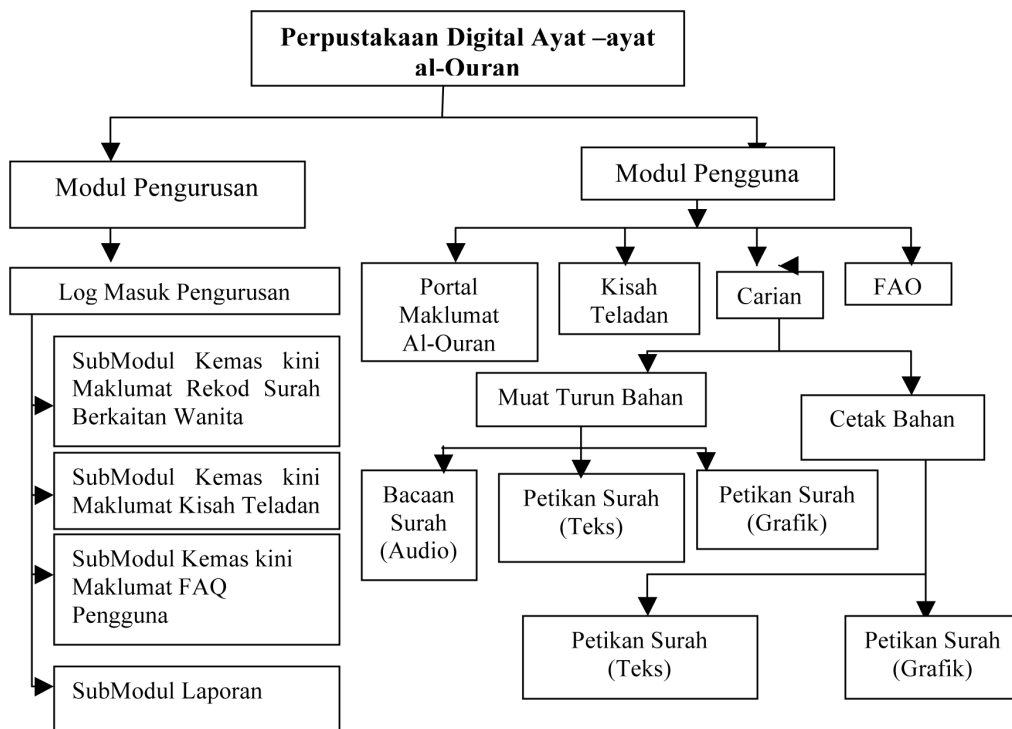 Perpustakaan Digital Ayat –ayat
al-Ouran
Modul Pengurusan
Modul Pengguna
Log Masuk Pengurusan
Portal
Maklumat
Al-Ouran
Kisah
Teladan
Carian
FAO
SubModul Kemas kini
Maklumat Rekod Surah
Berkaitan Wanita
Muat Turun Bahan
Cetak Bahan
SubModul Kemas kini
Maklumat Kisah Teladan
Bacaan
Surah
(Audio)
Petikan Surah
(Teks)
Petikan Surah
(Grafik)
SubModul Kemas kini
Maklumat FAQ
Pengguna
Petikan Surah
(Teks)
Petikan Surah
(Grafik)
SubModul Laporan